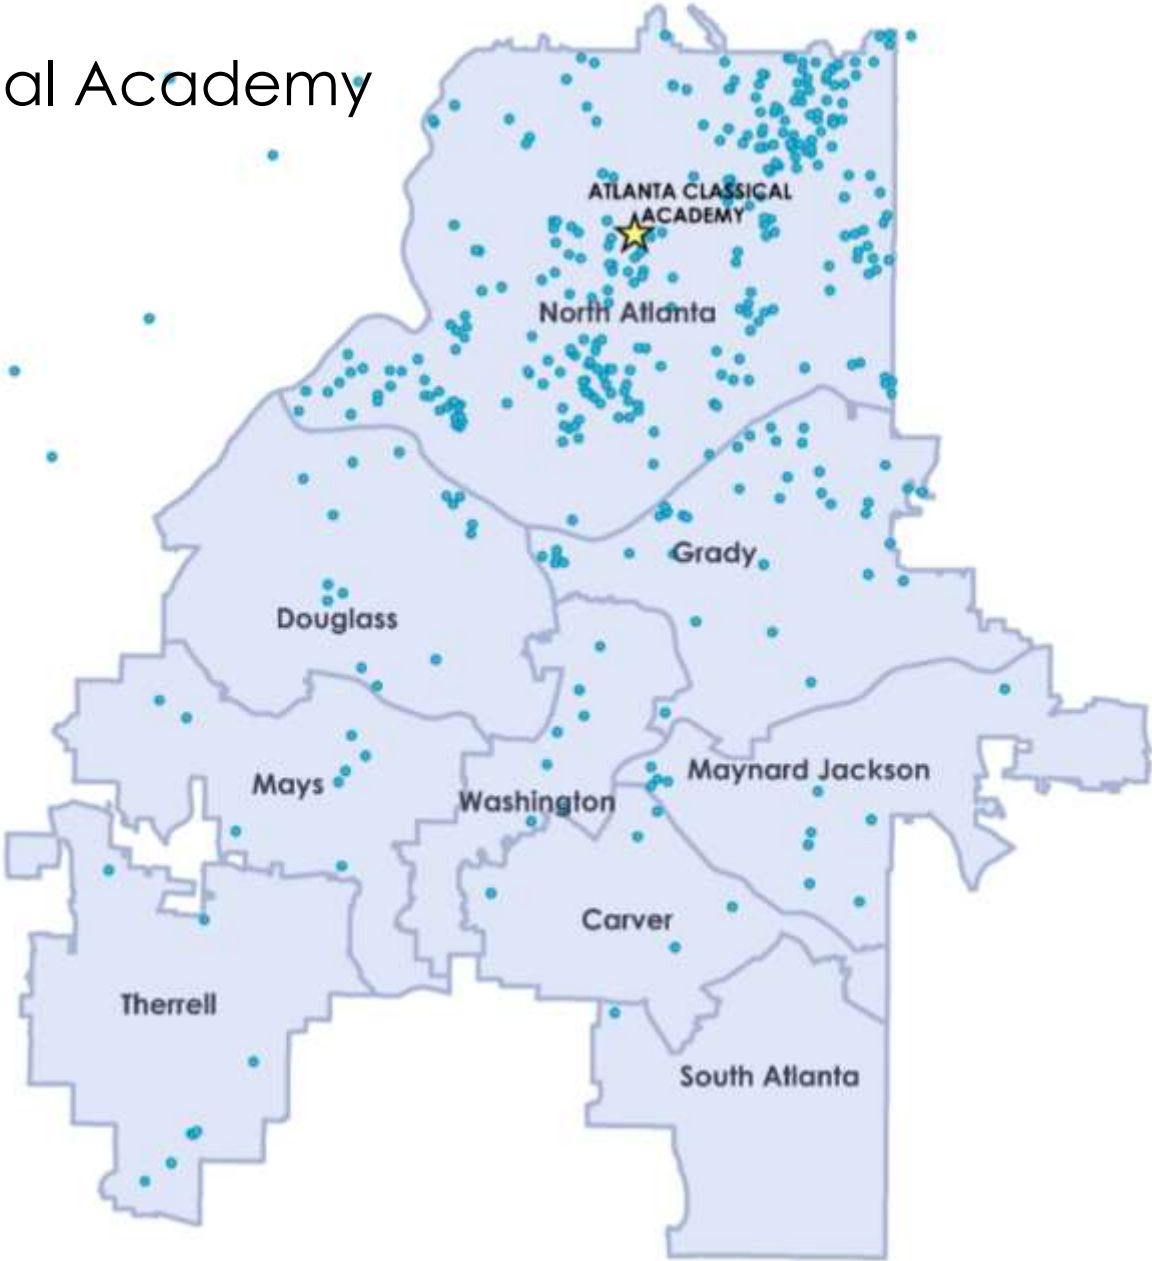 al Academy
ATLANTA CLASSICAL
ACADEMY
North Atlanta
Grady
Douglass
Maynard Jackson
Mays
Washington
Carver
Therrell
South Atlanta